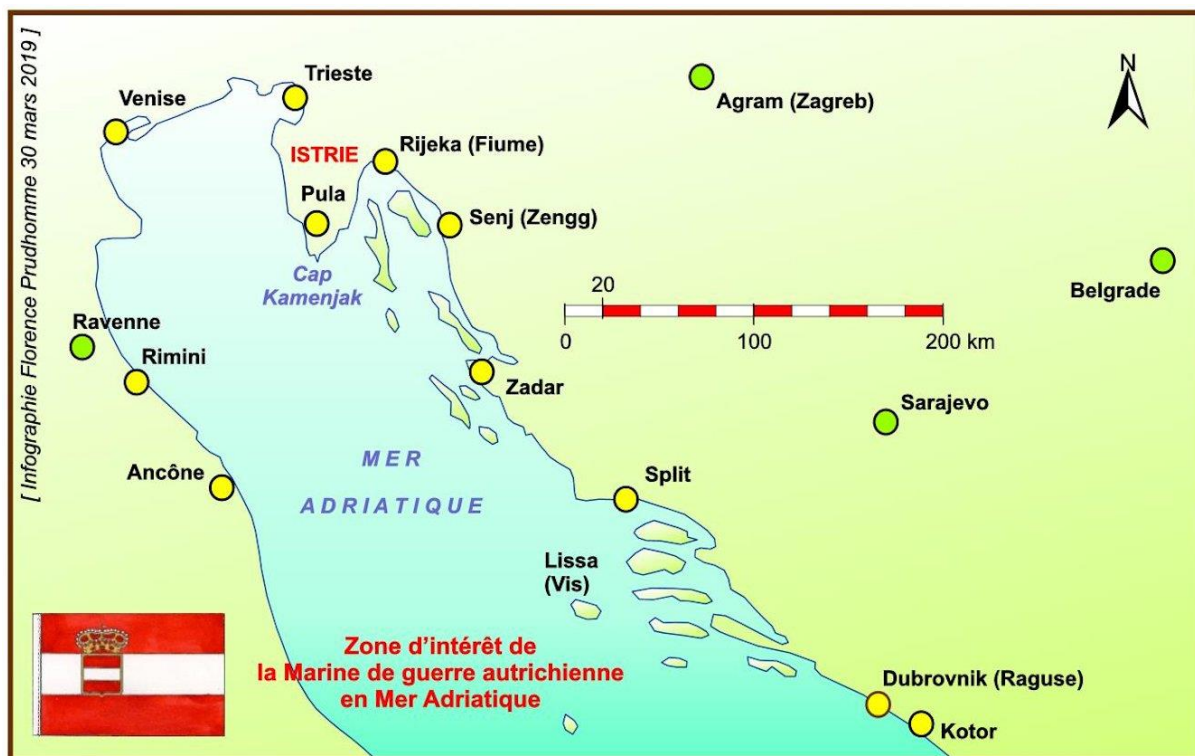 [ Infographie Florence Prudhomme 30 mars 2019 ]
Trieste
Venise
Agram (Zagreb)
N
ISTRIE
Rijeka (Fiume)
Pula
Senj (Zengg)
Cap
Kamenjak
Belgrade
20
0
100
200 km
Ravenne
Rimini
Zadar
Sarajevo
MER
ADRIATIQUE
Ancône
Split
Lissa
(Vis)
Zone d'intérêt de
la Marine de guerre autrichienne
en Mer Adriatique
Dubrovnik (Raguse)
Kotor